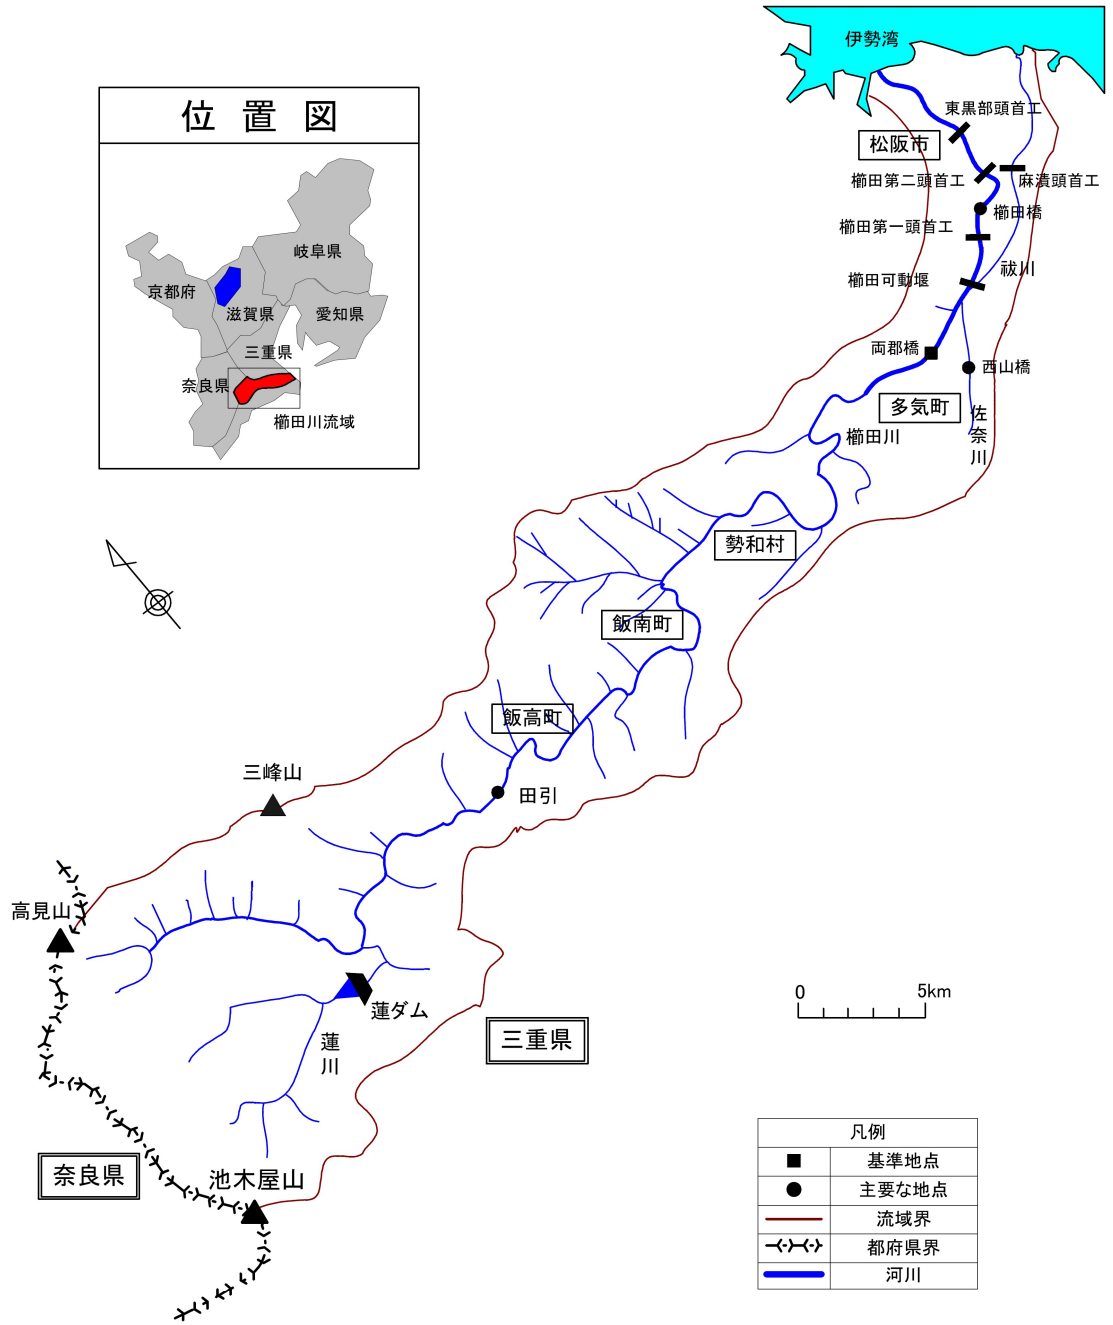 伊勢湾
位置図
東黒部頭首工
松阪市
櫛田第二頭首工
麻漬頭首工
櫛田橋
櫛田第一頭首工
岐阜県
祓川
櫛田可動堰
京都府
滋賀県
愛知県
両郡橋
三重県
西山橋
奈良県
多気町
佐奈川
櫛田川流域
櫛田川
勢和村
飯南町
飯高町
三峰山
田引
高見山
0
5km
蓮ダム
三重県
蓮川
凡例
基準地点
奈良県
池木屋山
主要な地点
流域界
都府県界
河川